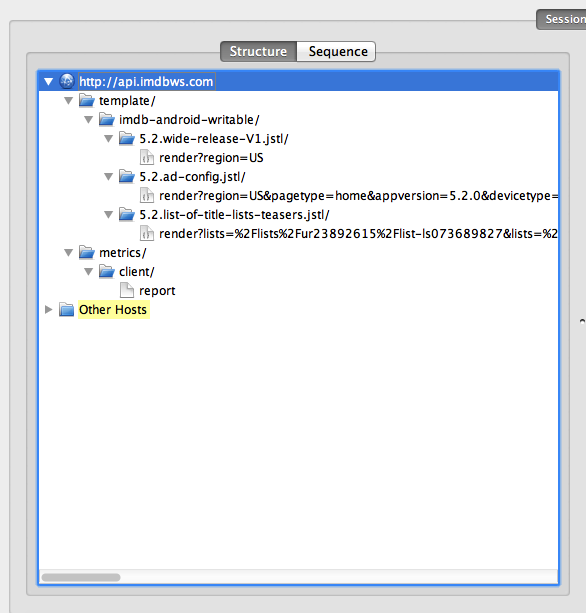 Session
Structure
Sequence
http://api.imdbws.com
template/
imdb-android-writable/
5.2.wide-release-V1.jstl/
render?region=US
5.2.ad-config.jstl/
render?region=US&pagetype=home&appversion=5.2.0&devicetype=
5.2.list-of-title-lists-teasers.jstl/
render?lists=%2Flists%2Fur23892615%2Flist-ls073689827&lists=%2
metrics/
client/
report
Other Hosts